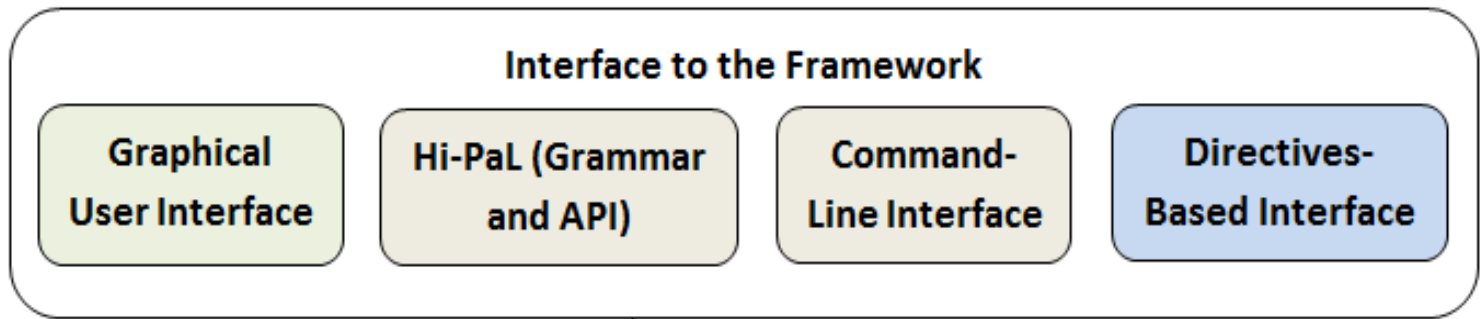 Interface to the Framework
Graphical
User Interface
Hi-PaL (Grammar
and API)
Command-
Line Interface
Directives-
Based Interface